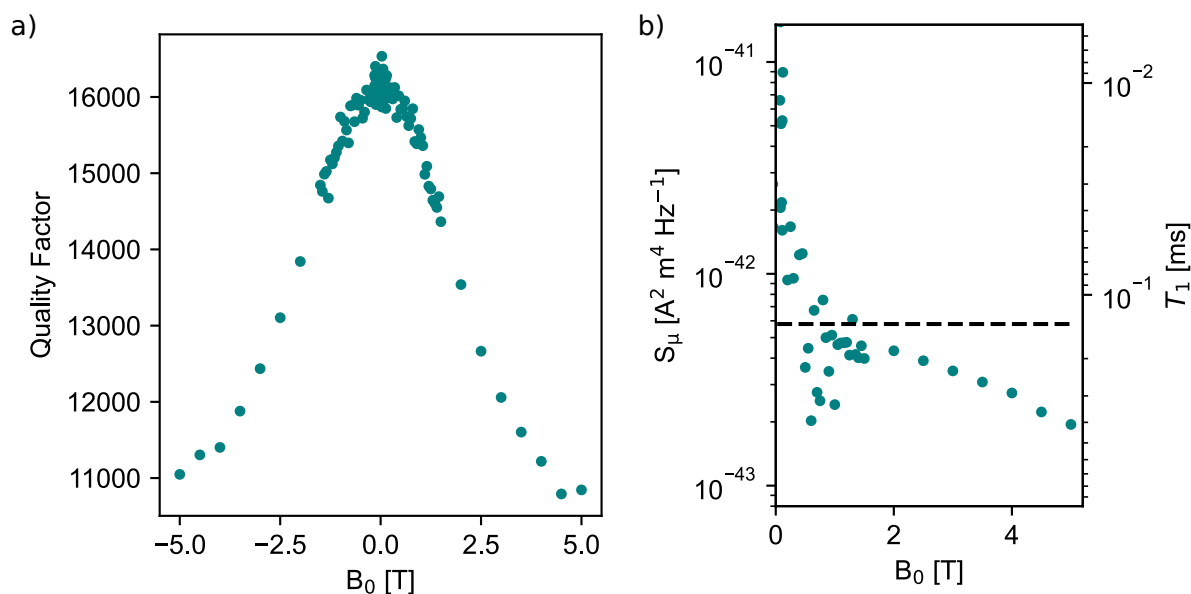 a)
Quality Factor
16000
15000
14000
13000
12000
11000
−5.0 −2.5 0.0 2.5 5.0
B₀ [T]
b)
S_μ [A² m⁴ Hz⁻¹]
10⁻⁴¹
10⁻⁴²
10⁻⁴³
0 2 4
B₀ [T]
10⁻²
10⁻¹
T₁ [ms]